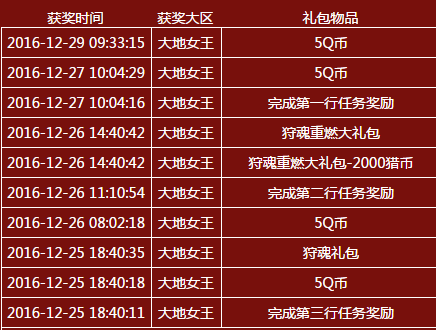 获奖时间 获奖大区 礼包物品
2016-12-29 09:33:15 大地女王 5Q币
2016-12-27 10:04:29 大地女王 5Q币
2016-12-27 10:04:16 大地女王 完成第一行任务奖励
2016-12-26 14:40:42 大地女王 狩魂重燃大礼包
2016-12-26 14:40:42 大地女王 狩魂重燃大礼包-2000猎币
2016-12-26 11:10:54 大地女王 完成第二行任务奖励
2016-12-26 08:02:18 大地女王 5Q币
2016-12-25 18:40:35 大地女王 狩魂礼包
2016-12-25 18:40:18 大地女王 5Q币
2016-12-25 18:40:11 大地女王 完成第三行任务奖励